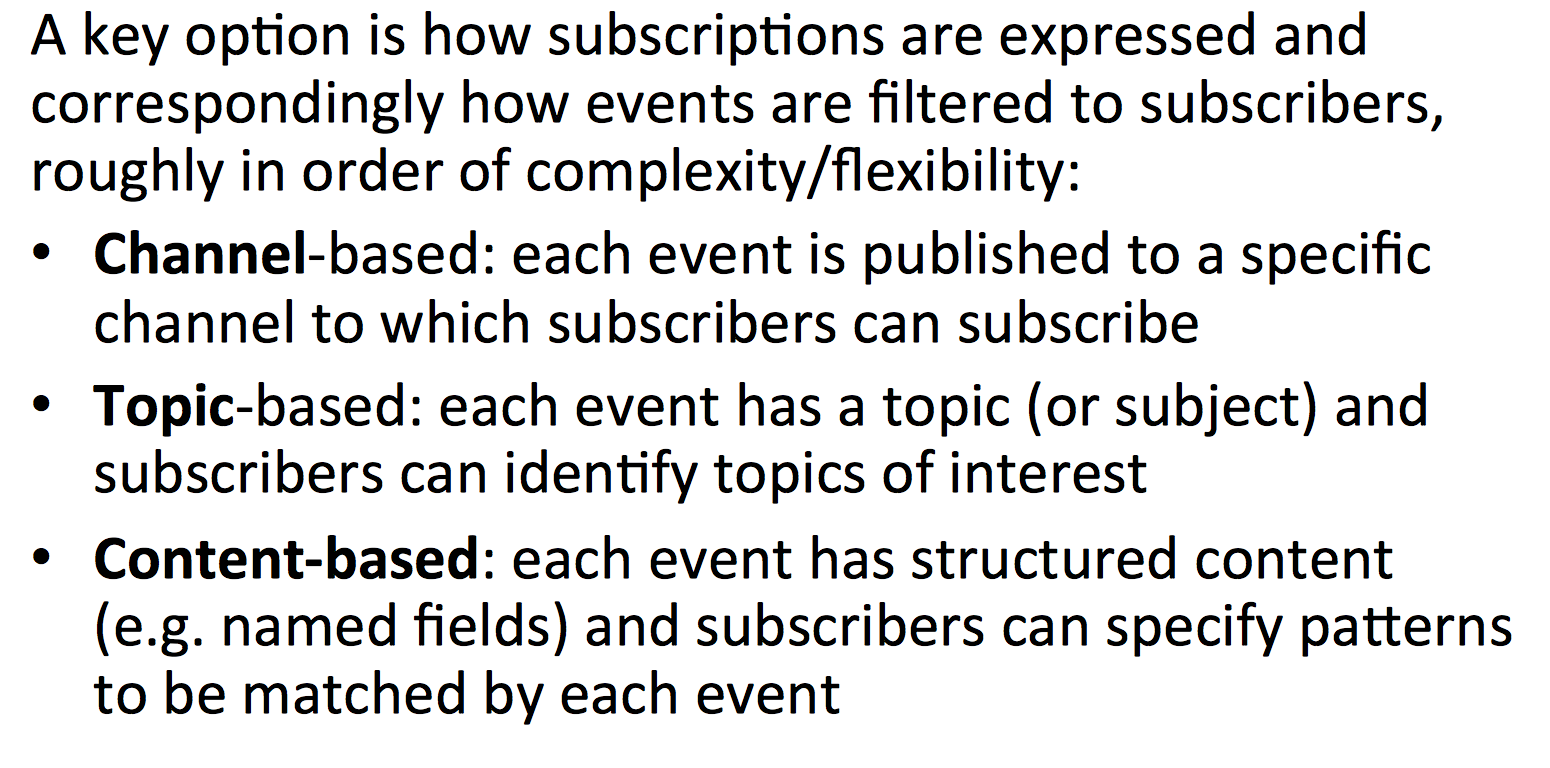 A key option is how subscriptions are expressed and
correspondingly how events are filtered to subscribers,
roughly in order of complexity/flexibility:
• Channel-based: each event is published to a specific
channel to which subscribers can subscribe
• Topic-based: each event has a topic (or subject) and
subscribers can identify topics of interest
• Content-based: each event has structured content
(e.g. named fields) and subscribers can specify patterns
to be matched by each event